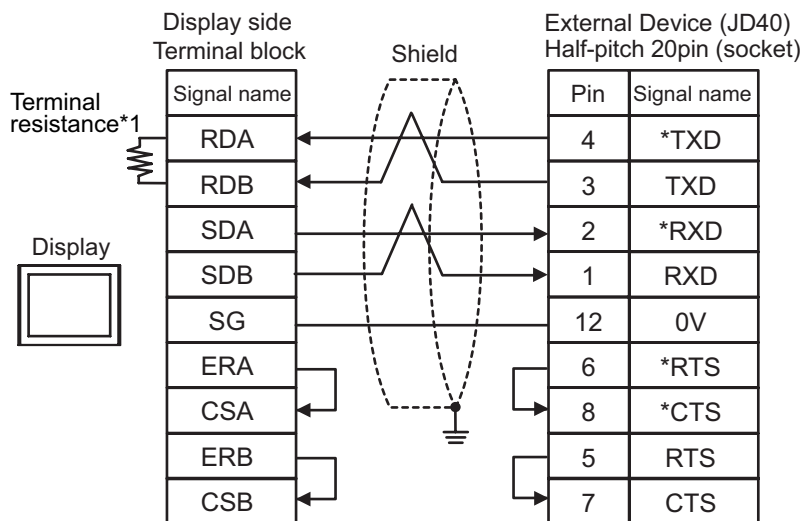 Display side
Terminal block
Shield
External Device (JD40)
Half-pitch 20pin (socket)
Terminal
resistance*1
Display
Signal name
RDA
RDB
SDA
SDB
SG
ERA
CSA
ERB
CSB
Pin Signal name
4 *TXD
3 TXD
2 *RXD
1 RXD
12 0V
6 *RTS
8 *CTS
5 RTS
7 CTS